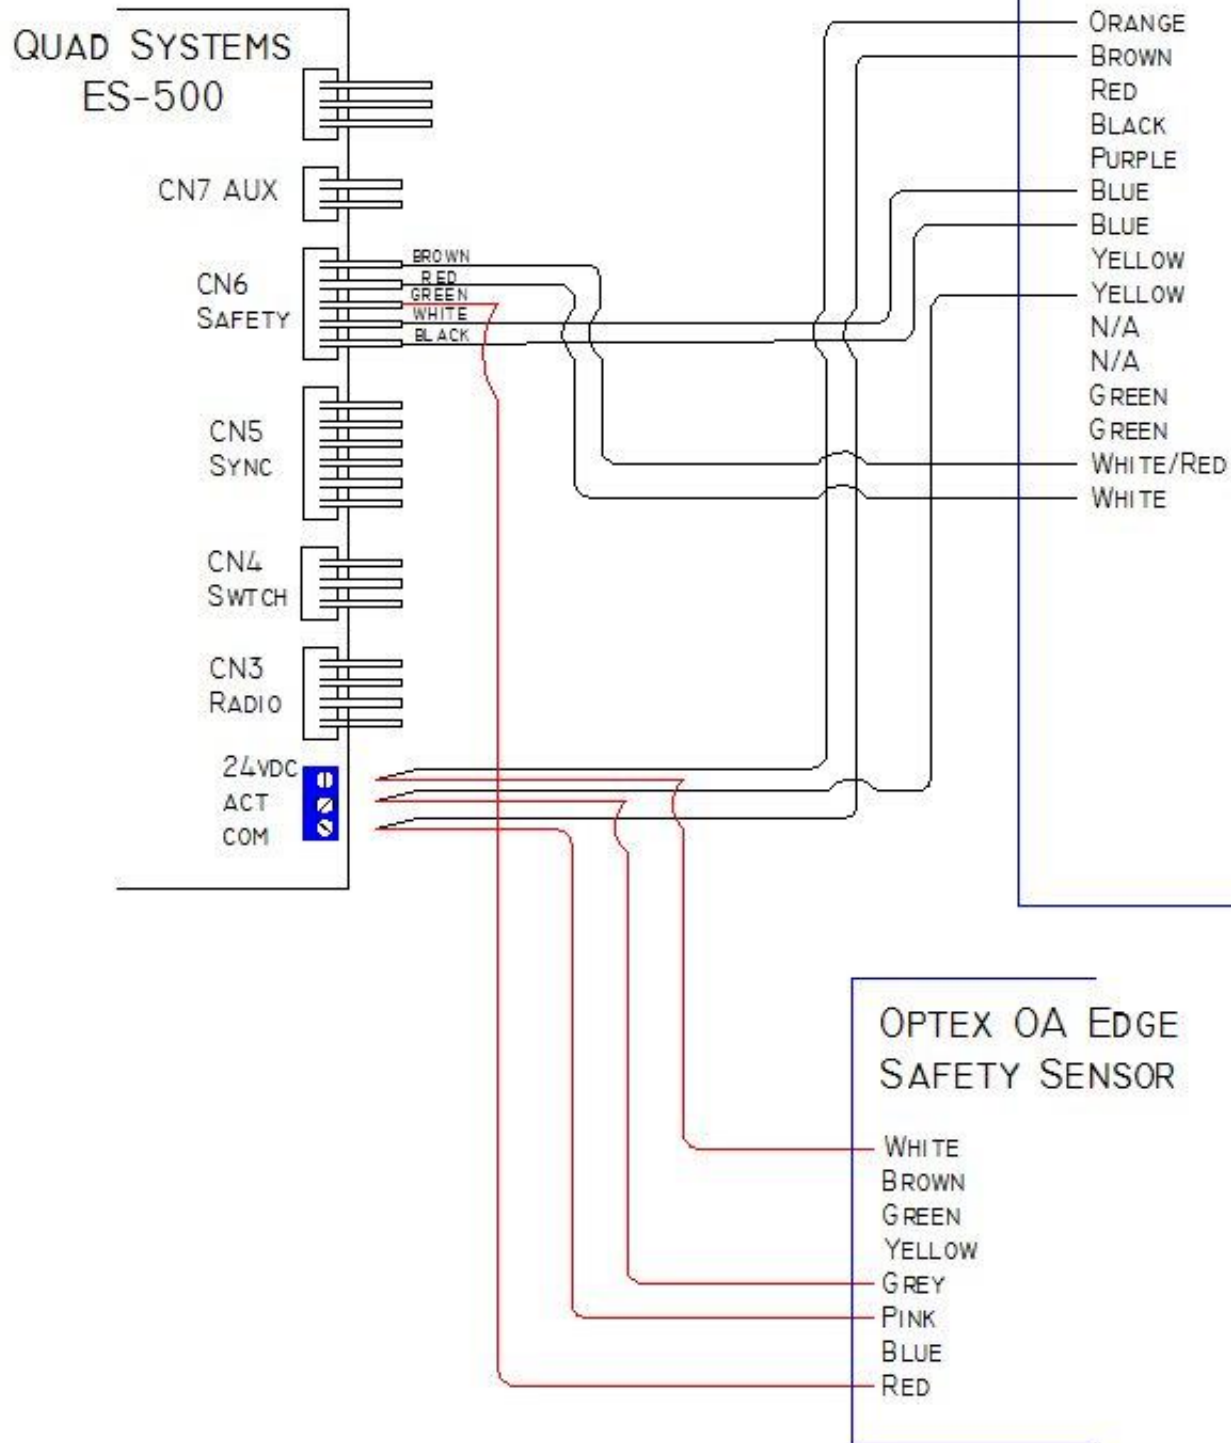 QUAD SYSTEMS
ES-500
CN7 AUX
CN6
SAFETY
BROWN
RED
GREEN
WHITE
BLACK
CN5
SYNC
CN4
SWTCH
CN3
RADIO
24VDC
ACT
COM
ORANGE
BROWN
RED
BLACK
PURPLE
BLUE
BLUE
YELLOW
YELLOW
N/A
N/A
GREEN
GREEN
WHITE/RED
WHITE
OPTEX OA EDGE
SAFETY SENSOR
WHITE
BROWN
GREEN
YELLOW
GREY
PINK
BLUE
RED